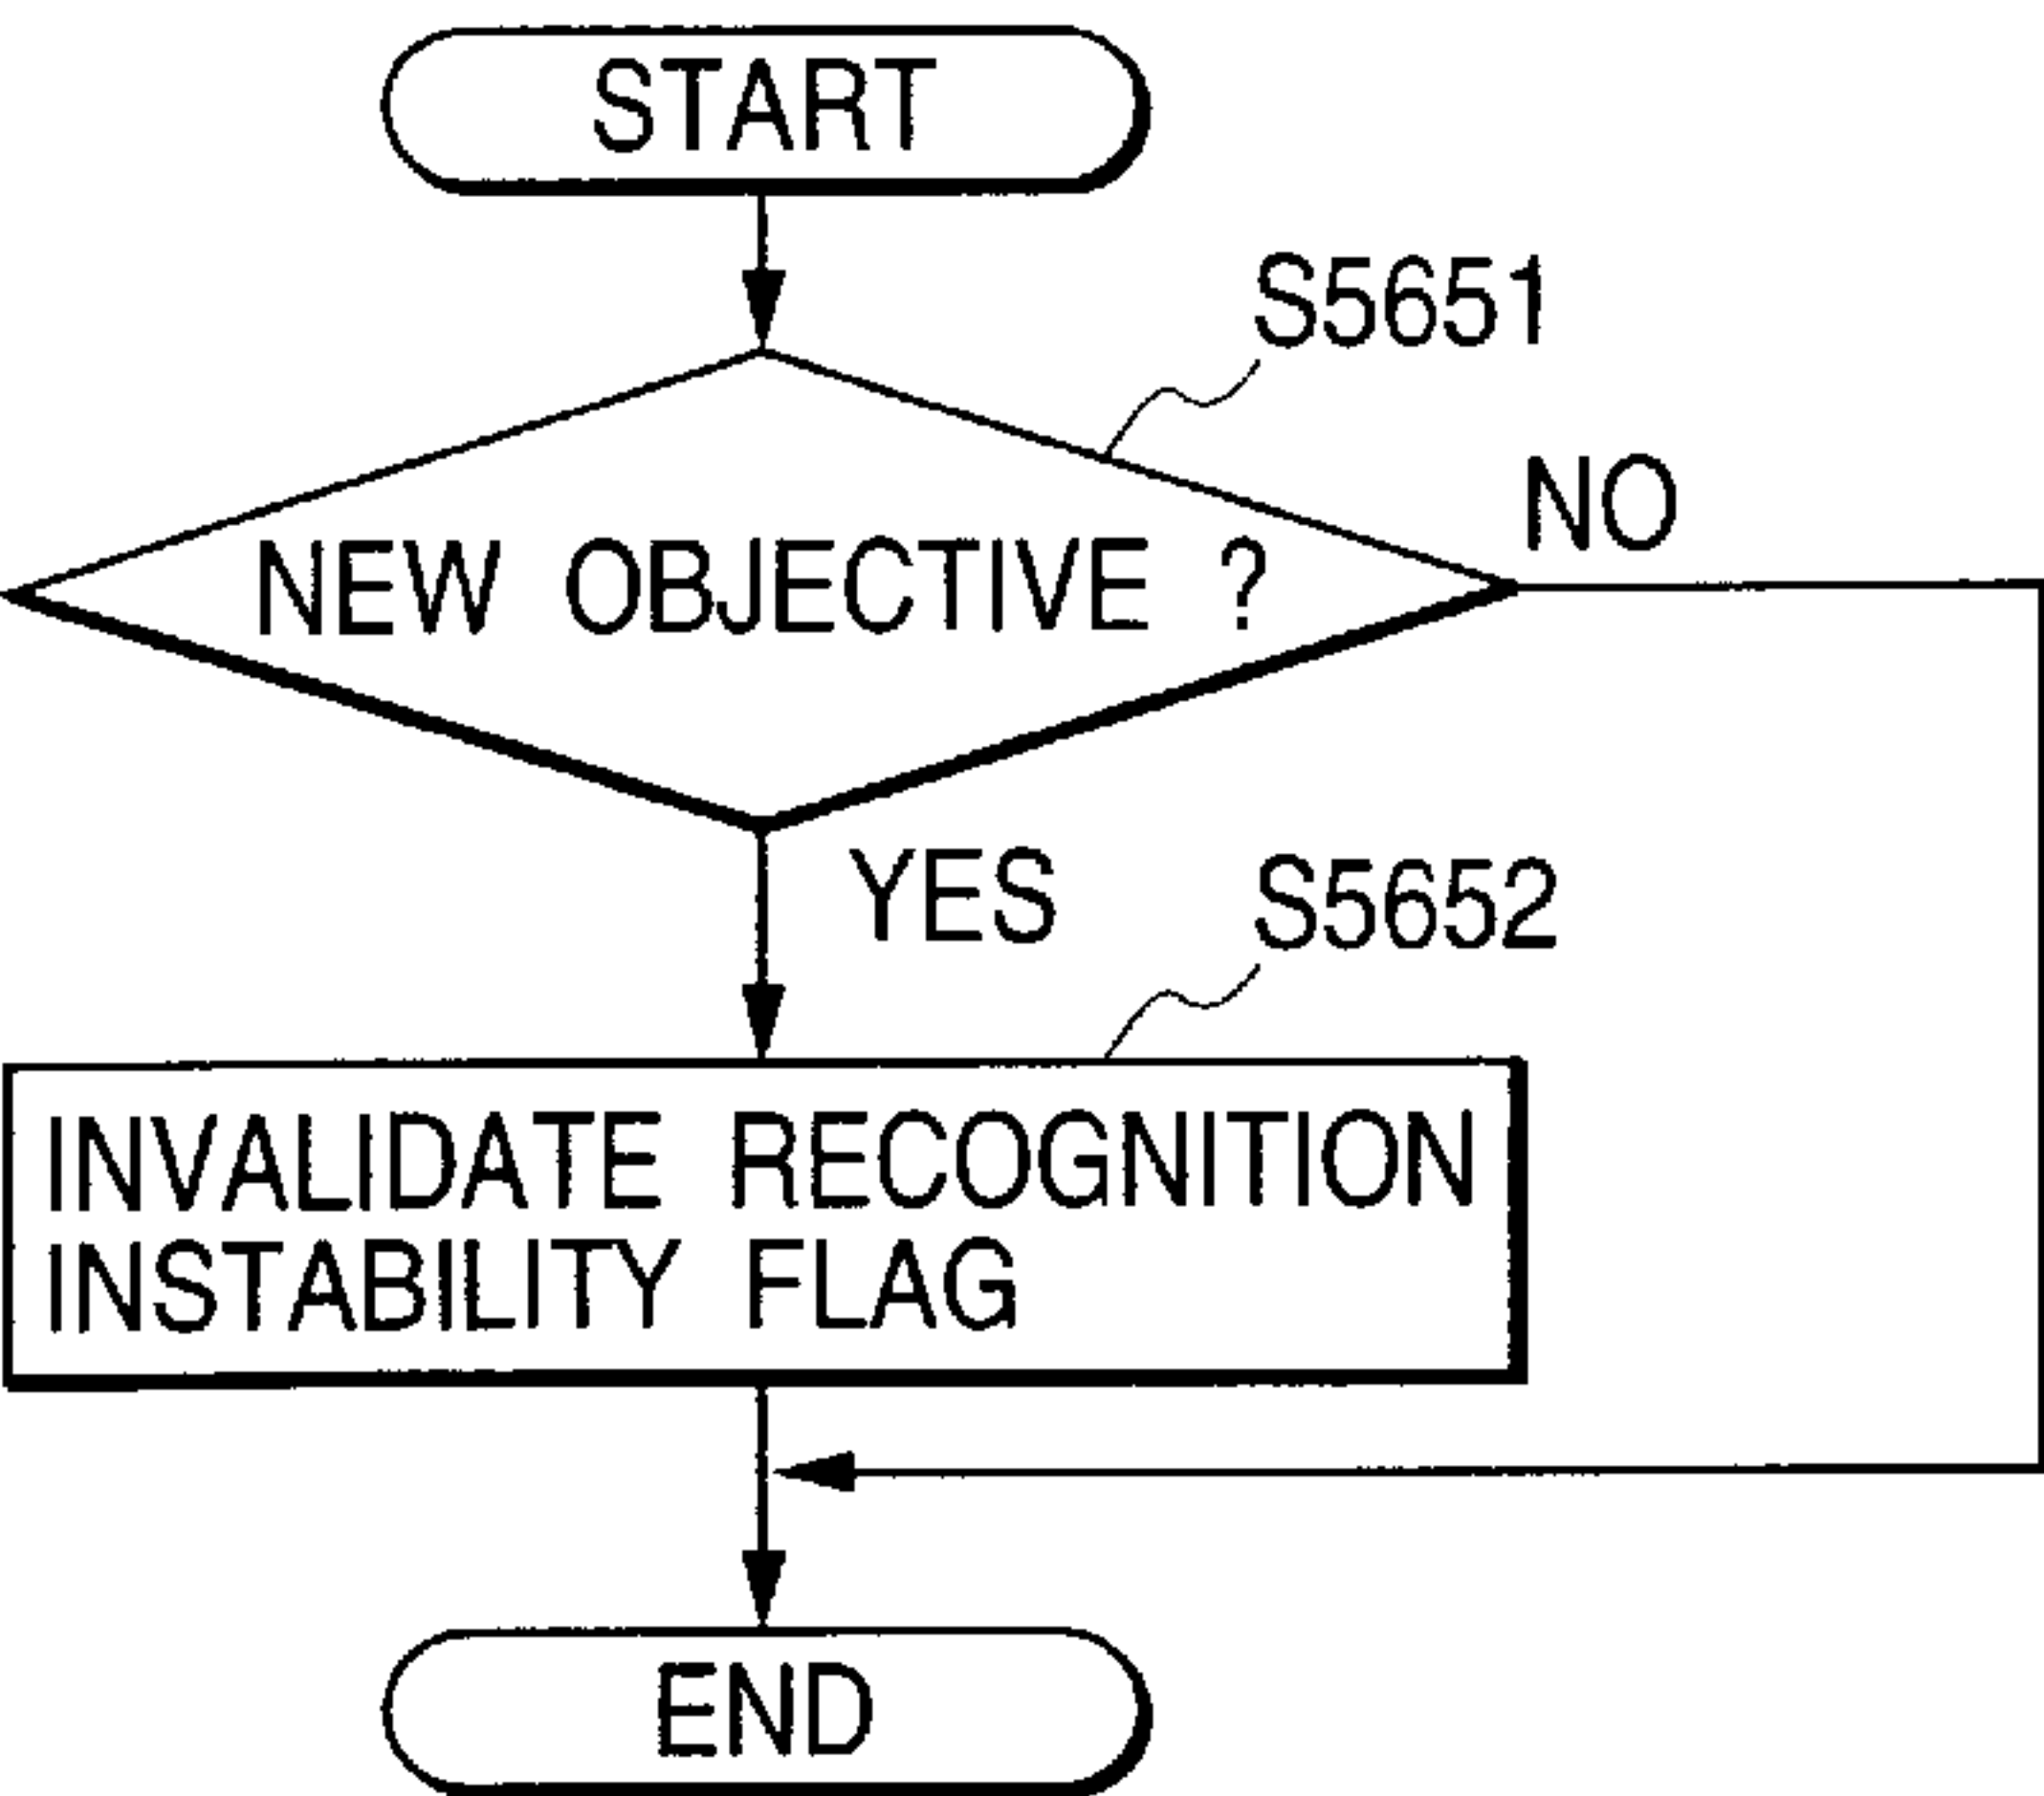 START
S5651
NEW OBJECTIVE ?
NO
YES
S5652
INVALIDATE RECOGNITION
INSTABILITY FLAG
END